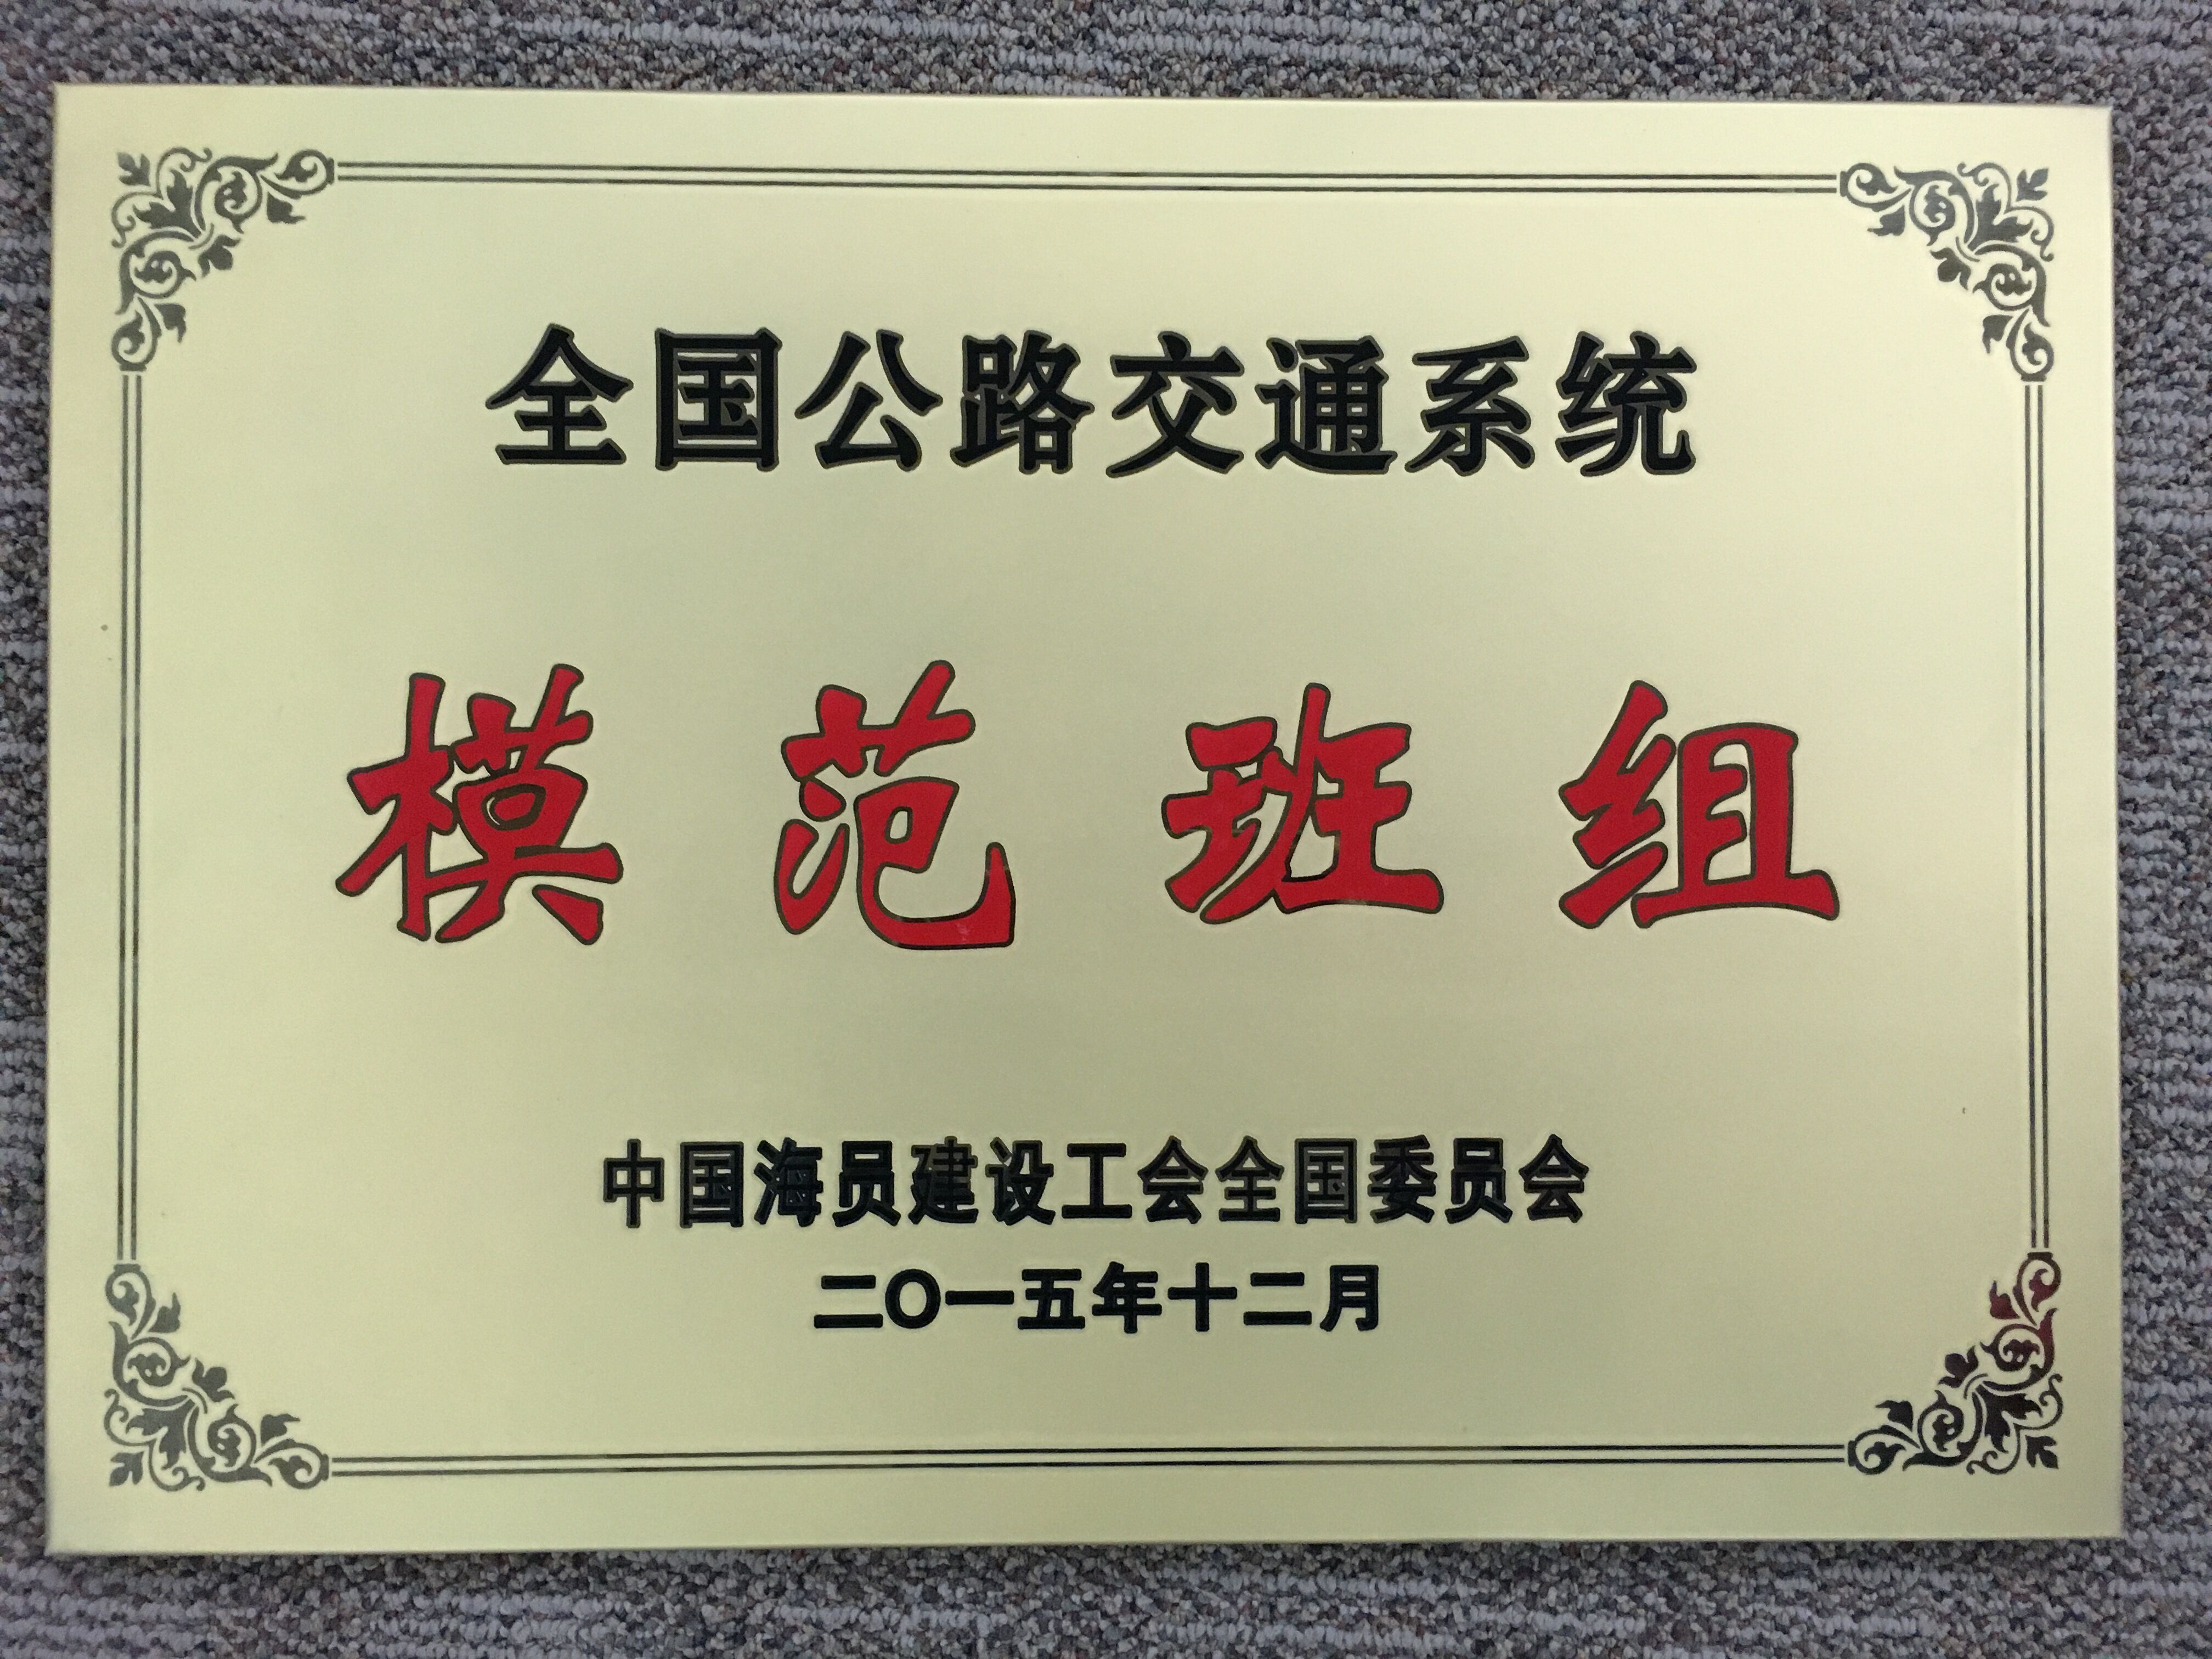 全国公路交通系统
模范班组
中国海员建设工会全国委员会
二〇一五年十二月